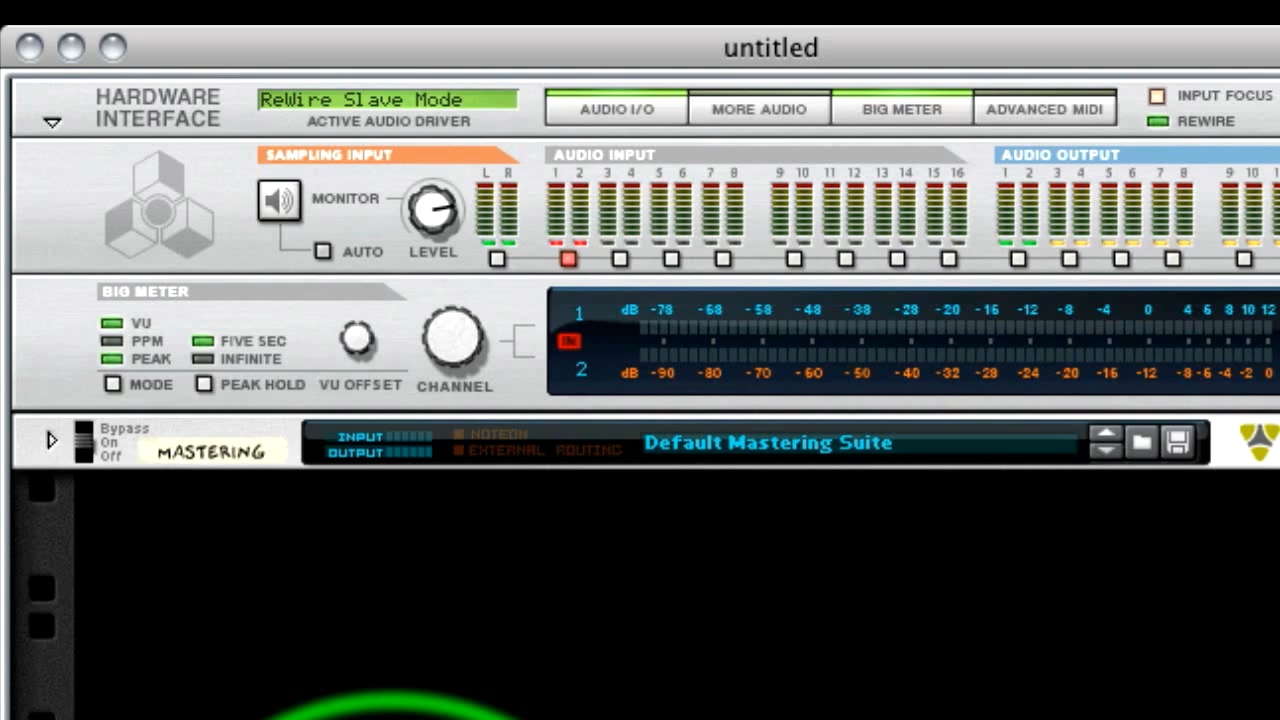 untitled
HARDWARE INTERFACE
ReWire Slave Mode
ACTIVE AUDIO DRIVER
AUDIO I/O MORE AUDIO BIG METER ADVANCED MIDI
INPUT FOCUS
REWIRE
SAMPLING INPUT
MONITOR
AUTO
LEVEL
L R
AUDIO INPUT
1 2 3 4 5 6 7 8 9 10 11 12 13 14 15 16
AUDIO OUTPUT
1 2 3 4 5 6 7 8 9 10
BIG METER
VU
PPM
PEAK
FIVE SEC
INFINITE
MODE
PEAK HOLD
VU OFFSET
CHANNEL
1 dB -78 -68 -58 -48 -38 -28 -20 -16 -12 -8 -4 0 4 6 8 10 12
IN
2 dB -90 -80 -70 -60 -50 -40 -32 -28 -24 -20 -16 -12 -8 -6 -4 -2 0
Bypass
On
Off
MASTERING
INPUT
OUTPUT
NOTEON
EXTERNAL ROUTING
Default Mastering Suite